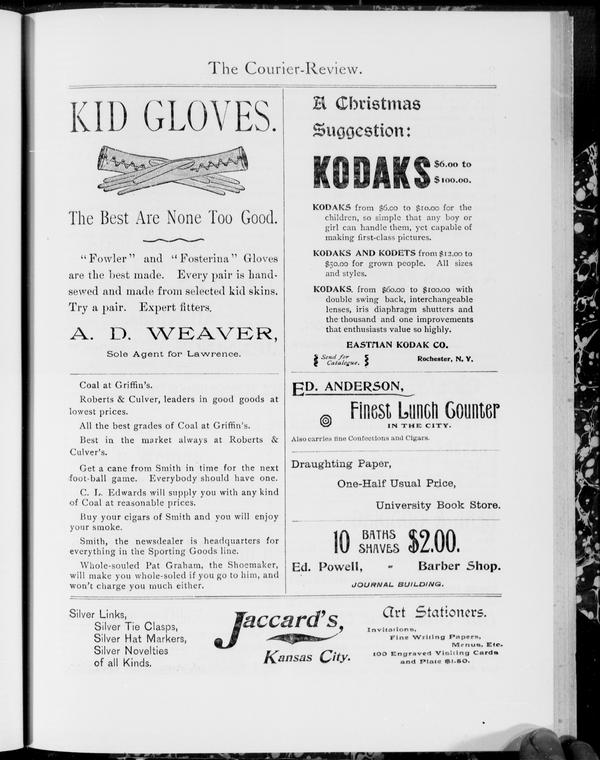 The Courier-Review.
KID GLOVES.
The Best Are None Too Good.
"Fowler" and "Fosterina" Gloves
are the best made. Every pair is hand-
sewed and made from selected kid skins.
Try a pair. Expert fitters.
A. D. WEAVER,
Sole Agent for Lawrence.
Coal at Griffin's.
Roberts & Culver, leaders in good goods at
lowest prices.
All the best grades of Coal at Griffin's.
Best in the market always at Roberts &
Culver's.
Get a cane from Smith in time for the next
foot-ball game. Everybody should have one.
C. L. Edwards will supply you with any kind
of Coal at reasonable prices.
Buy your cigars of Smith and you will enjoy
your smoke.
Smith, the newsdealer is headquarters for
everything in the Sporting Goods line.
Whole-souled Pat Graham, the Shoemaker,
will make you whole-soled if you go to him, and
won't charge you much either.
A Christmas
Suggestion:
KODAKS $6.00 to
$100.00.
KODAKS from $6.00 to $10.00 for the
children, so simple that any boy or
girl can handle them, yet capable of
making first-class pictures.
KODAKS AND KODETS from $12.00 to
$50.00 for grown people. All sizes
and styles.
KODAKS, from $60.00 to $100.00 with
double swing back, interchangeable
lenses, iris diaphragm shutters and
the thousand and one improvements
that enthusiasts value so highly.
EASTMAN KODAK CO.
Send for
Catalogue.
Rochester, N. Y.
ED. ANDERSON,
Finest Lunch Counter
IN THE CITY.
Also carries fine Confections and Cigars.
Draughting Paper,
One-Half Usual Price,
University Book Store.
10 BATHS
SHAVES $2.00.
Ed. Powell, - Barber Shop.
JOURNAL BUILDING.
Silver Links,
Silver Tie Clasps,
Silver Hat Markers,
Silver Novelties
of all Kinds.
Jaccard's,
Kansas City.
Art Stationers.
Invitations,
Fine Writing Papers,
Menus, Etc.
100 Engraved Visiting Cards
and Plate $1.50.